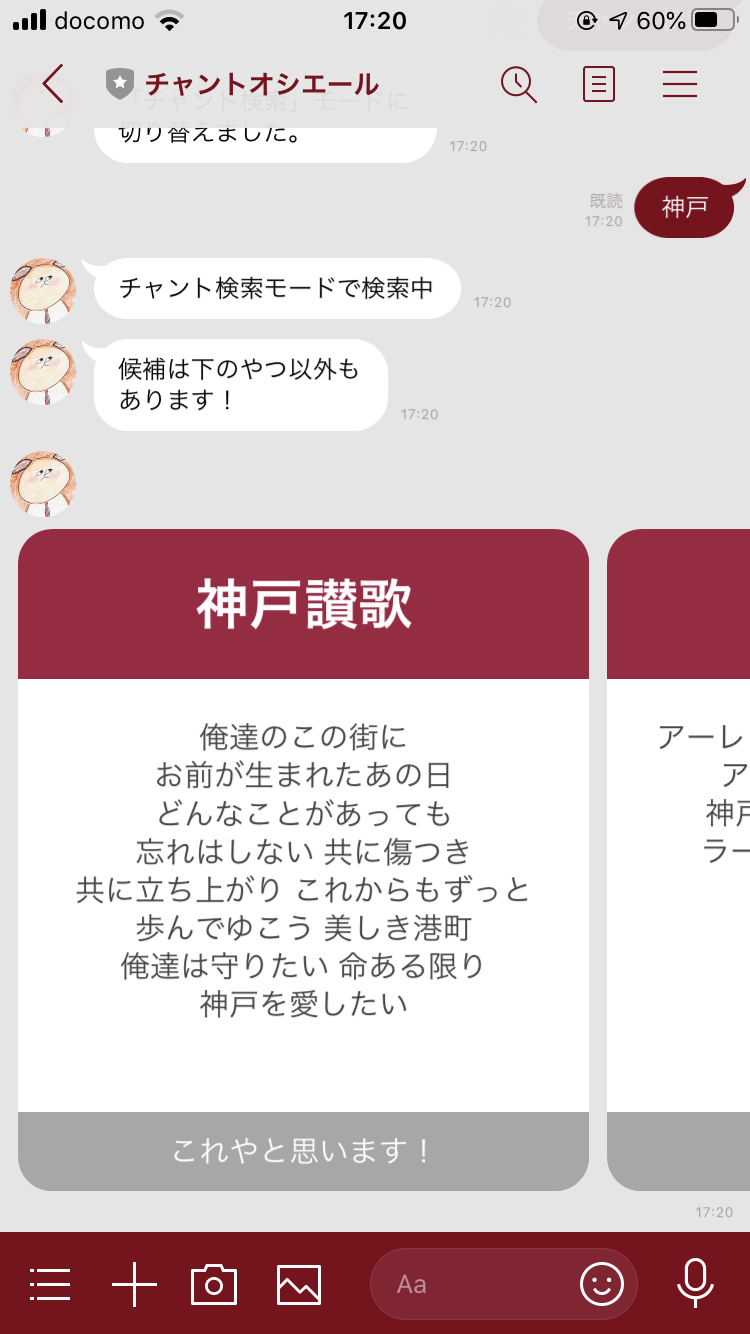 docomo 17:20 60%
チャントオシエール
「チャント検索」モードに
切り替えました。
17:20
既読
17:20
神戸
チャント検索モードで検索中
17:20
候補は下のやつ以外も
あります！
17:20
神戸讃歌
俺達のこの街に
お前が生まれたあの日
どんなことがあっても
忘れはしない 共に傷つき
共に立ち上がり これからもずっと
歩んでゆこう 美しき港町
俺達は守りたい 命ある限り
神戸を愛したい
これやと思います！
アーレ
ア
神戸
ラー
17:20
Aa